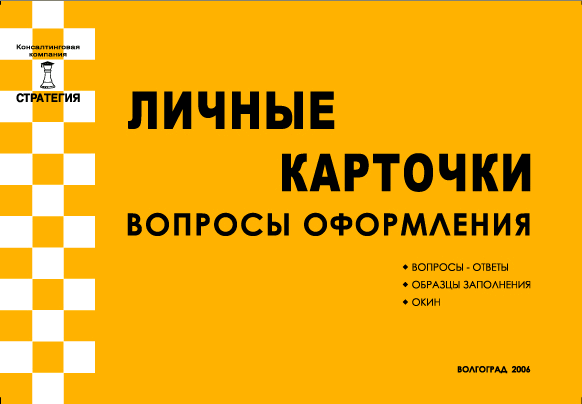 Консалтинговая
компания
СТРАТЕГИЯ
ЛИЧНЫЕ
КАРТОЧКИ
ВОПРОСЫ ОФОРМЛЕНИЯ
ВОПРОСЫ - ОТВЕТЫ
ОБРАЗЦЫ ЗАПОЛНЕНИЯ
ОКИН
ВОЛГОГРАД 2006